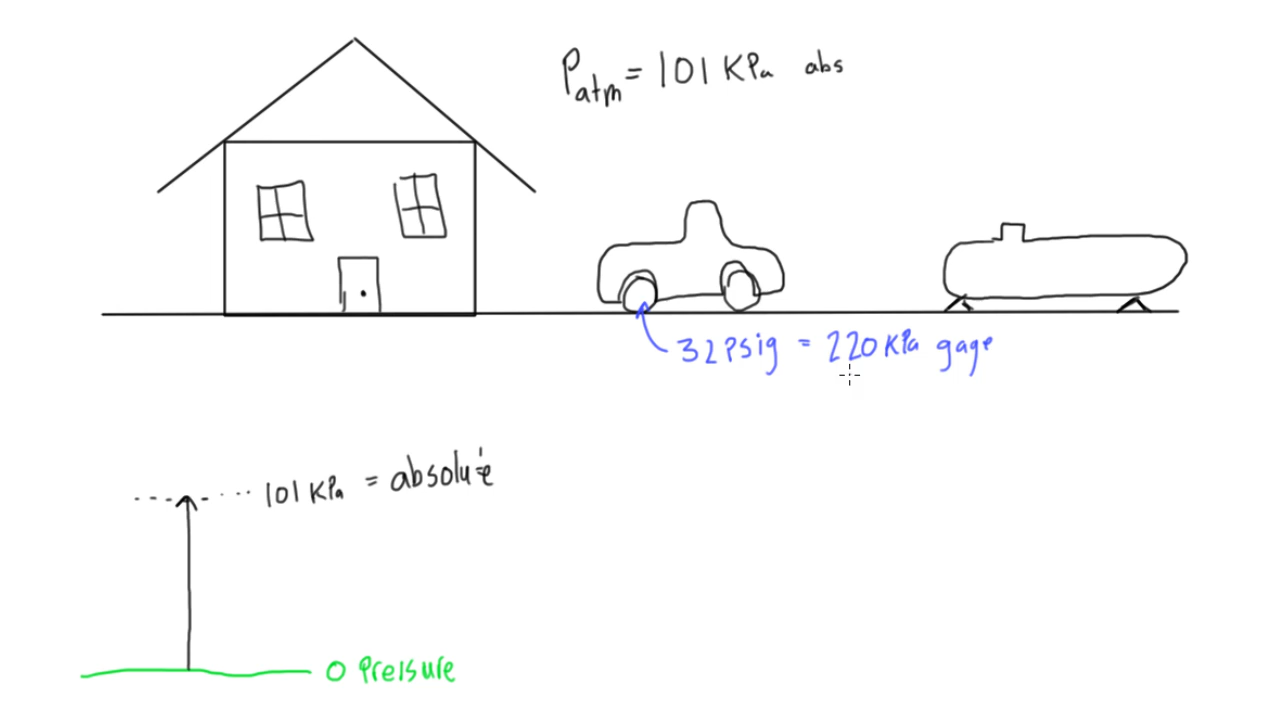 Patm = 101 KPa abs
32 psig = 220 KPa gage
101 KPa = absolute
0 Pressure